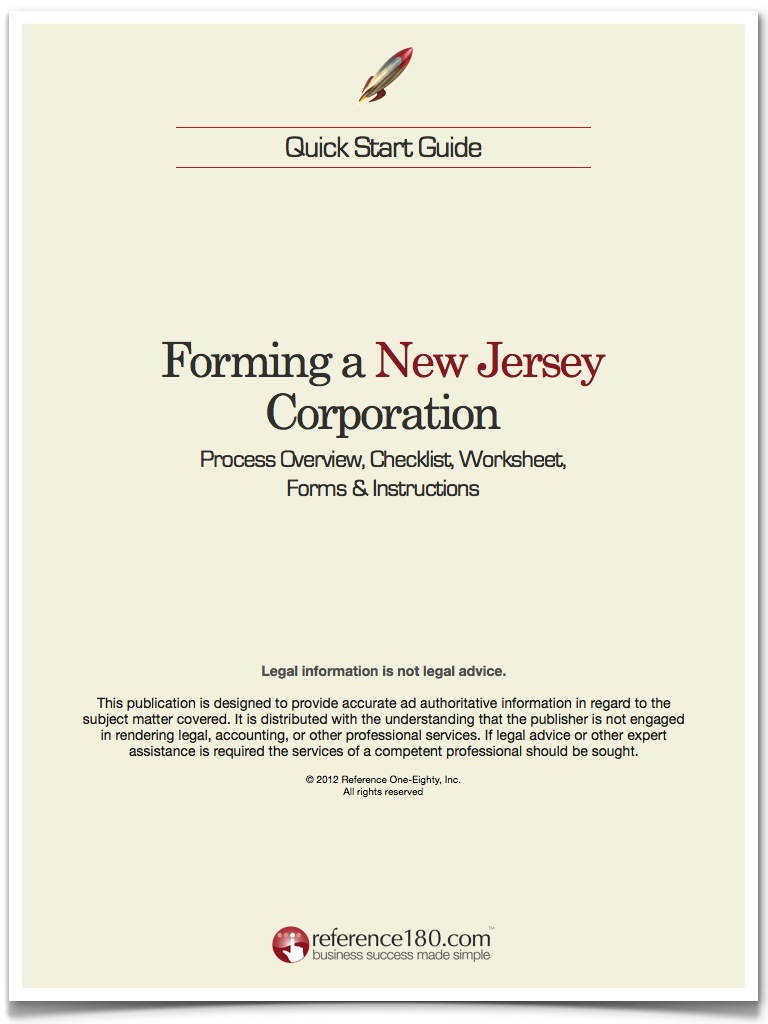 Quick Start Guide
Forming a New Jersey
Corporation
Process Overview, Checklist, Worksheet,
Forms & Instructions
Legal information is not legal advice.
This publication is designed to provide accurate ad authoritative information in regard to the
subject matter covered. It is distributed with the understanding that the publisher is not engaged
in rendering legal, accounting, or other professional services. If legal advice or other expert
assistance is required the services of a competent professional should be sought.
© 2012 Reference One-Eighty, Inc.
All rights reserved
reference180.com™
business success made simple